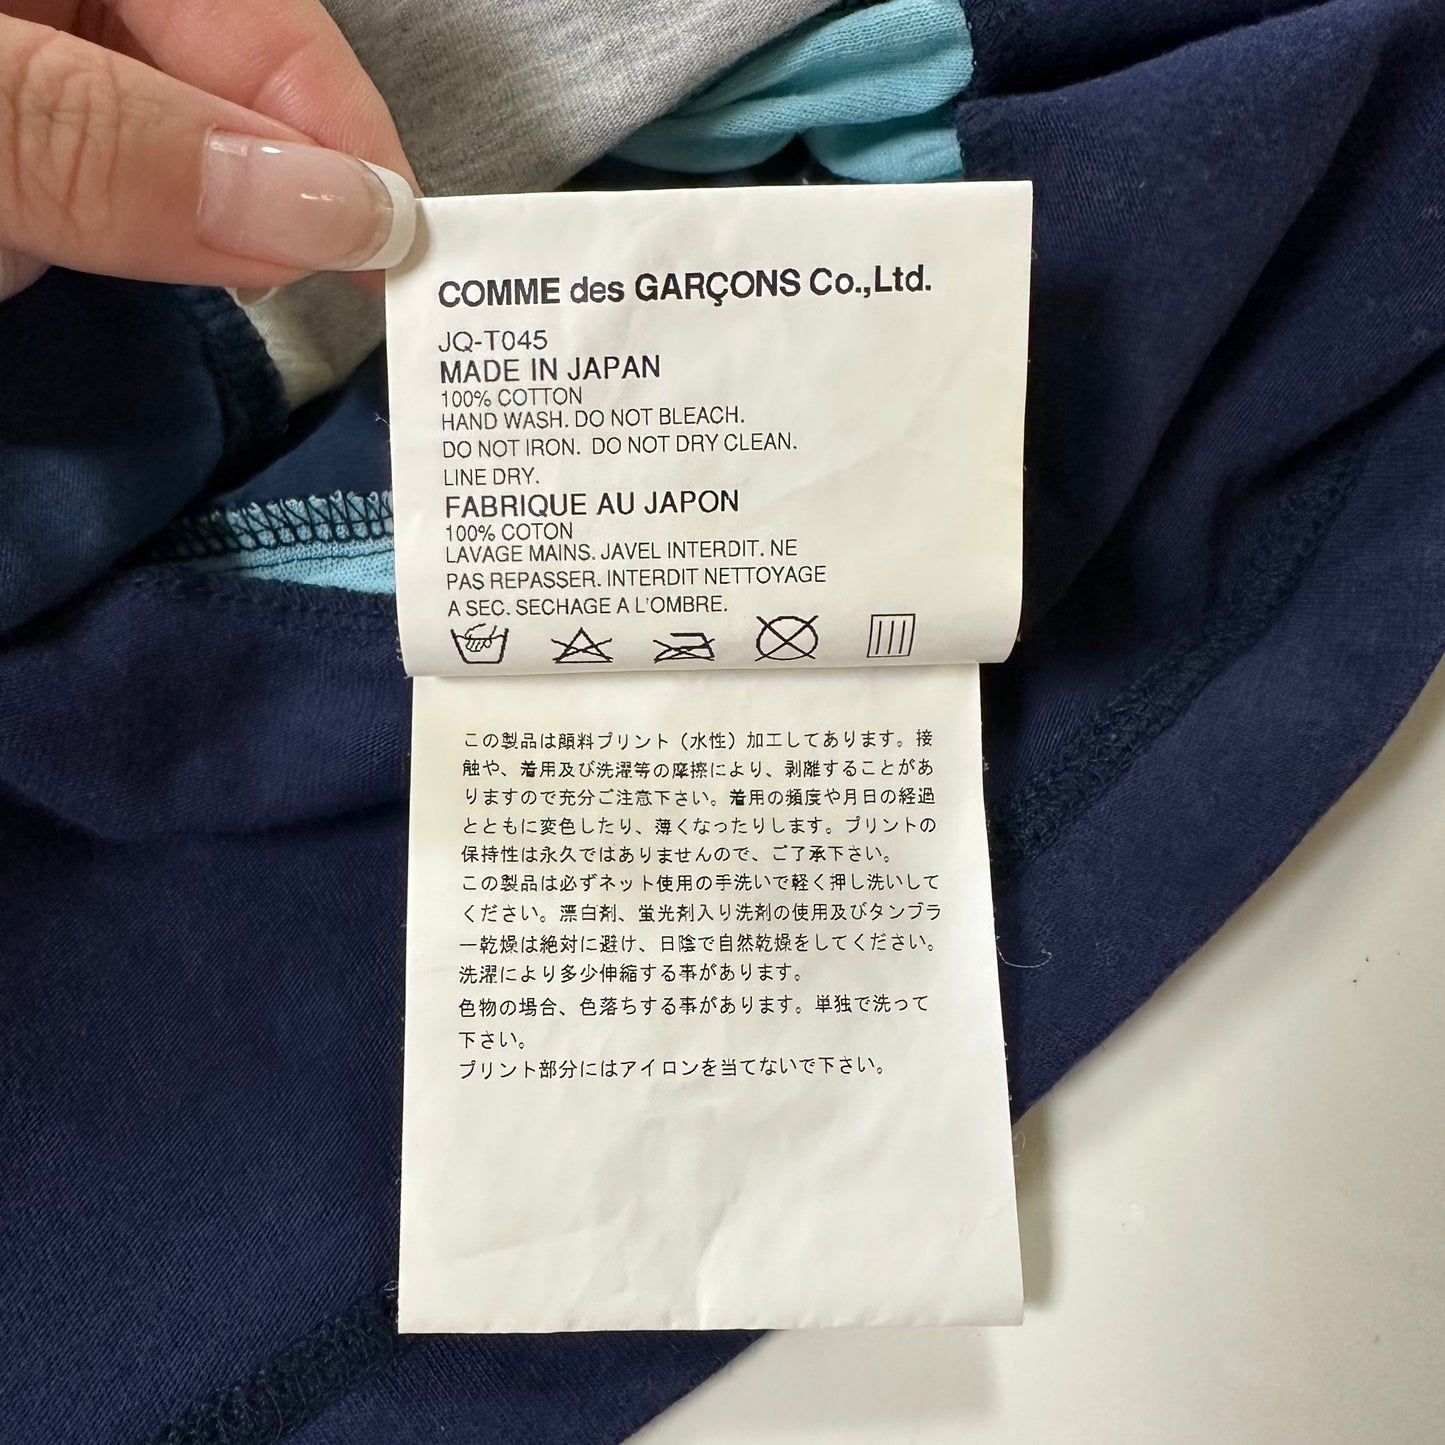 COMME des GARÇONS Co.,Ltd.
JQ-T045
MADE IN JAPAN
100% COTTON
HAND WASH. DO NOT BLEACH.
DO NOT IRON. DO NOT DRY CLEAN.
LINE DRY.
FABRIQUE AU JAPON
100% COTON
LAVAGE MAINS. JAVEL INTERDIT. NE
PAS REPASSER. INTERDIT NETTOYAGE
A SEC. SECHAGE A L'OMBRE.
この製品は顔料プリント（水性）加工してあります。接
触や、着用及び洗濯等の摩擦により、剥離することがあ
りますので充分ご注意下さい。着用の頻度や月日の経過
とともに変色したり、薄くなったりします。プリントの
保持性は永久ではありませんので、ご了承下さい。
この製品は必ずネット使用の手洗いで軽く押し洗いして
ください。漂白剤、蛍光剤入り洗剤の使用及びタンブラ
ー乾燥は絶対に避け、日陰で自然乾燥をしてください。
洗濯により多少伸縮する事があります。
色物の場合、色落ちする事があります。単独で洗って
下さい。
プリント部分にはアイロンを当てないで下さい。